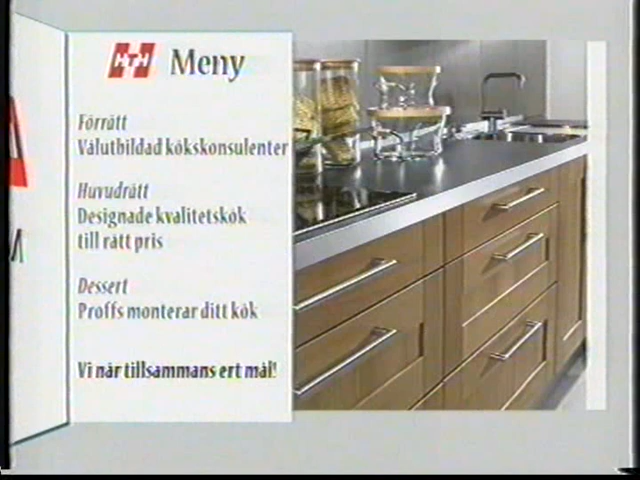 HTH Meny
Förrätt
Välutbildad kökskonsulenter
Huvudrätt
Designade kvalitetskök
till rätt pris
Dessert
Proffs monterar ditt kök
Vi når tillsammans ert mål!